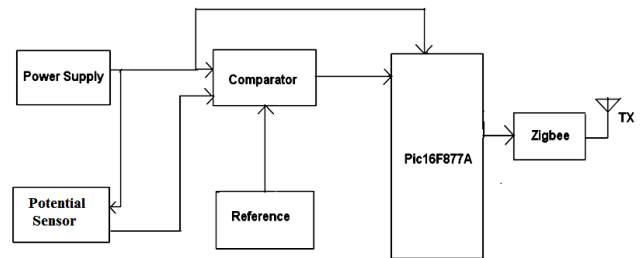 Power Supply
Comparator
Pic16F877A
Zigbee
TX
Potential
Sensor
Reference